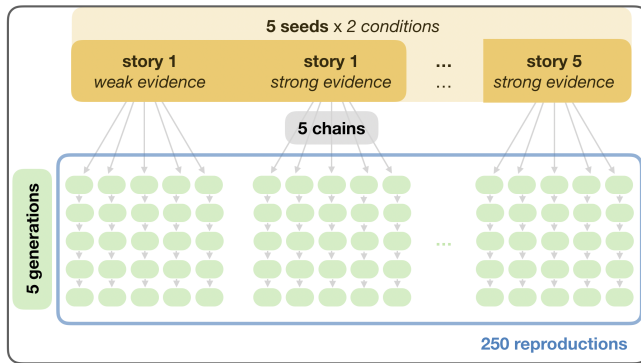 5 seeds x 2 conditions
story 1
weak evidence
story 1
strong evidence
...
...
story 5
strong evidence
5 chains
5 generations
...
250 reproductions